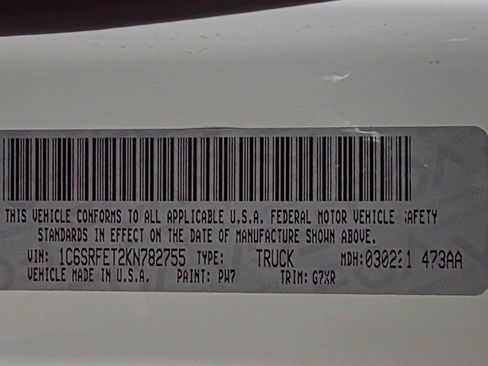 THIS VEHICLE CONFORMS TO ALL APPLICABLE U.S.A. FEDERAL MOTOR VEHICLE SAFETY
STANDARDS IN EFFECT ON THE DATE OF MANUFACTURE SHOWN ABOVE.
VIN: 1C6SRFET2KN782755 TYPE: TRUCK MDH: 030221 473AA
VEHICLE MADE IN U.S.A. PAINT: PW7 TRIM: G7XR